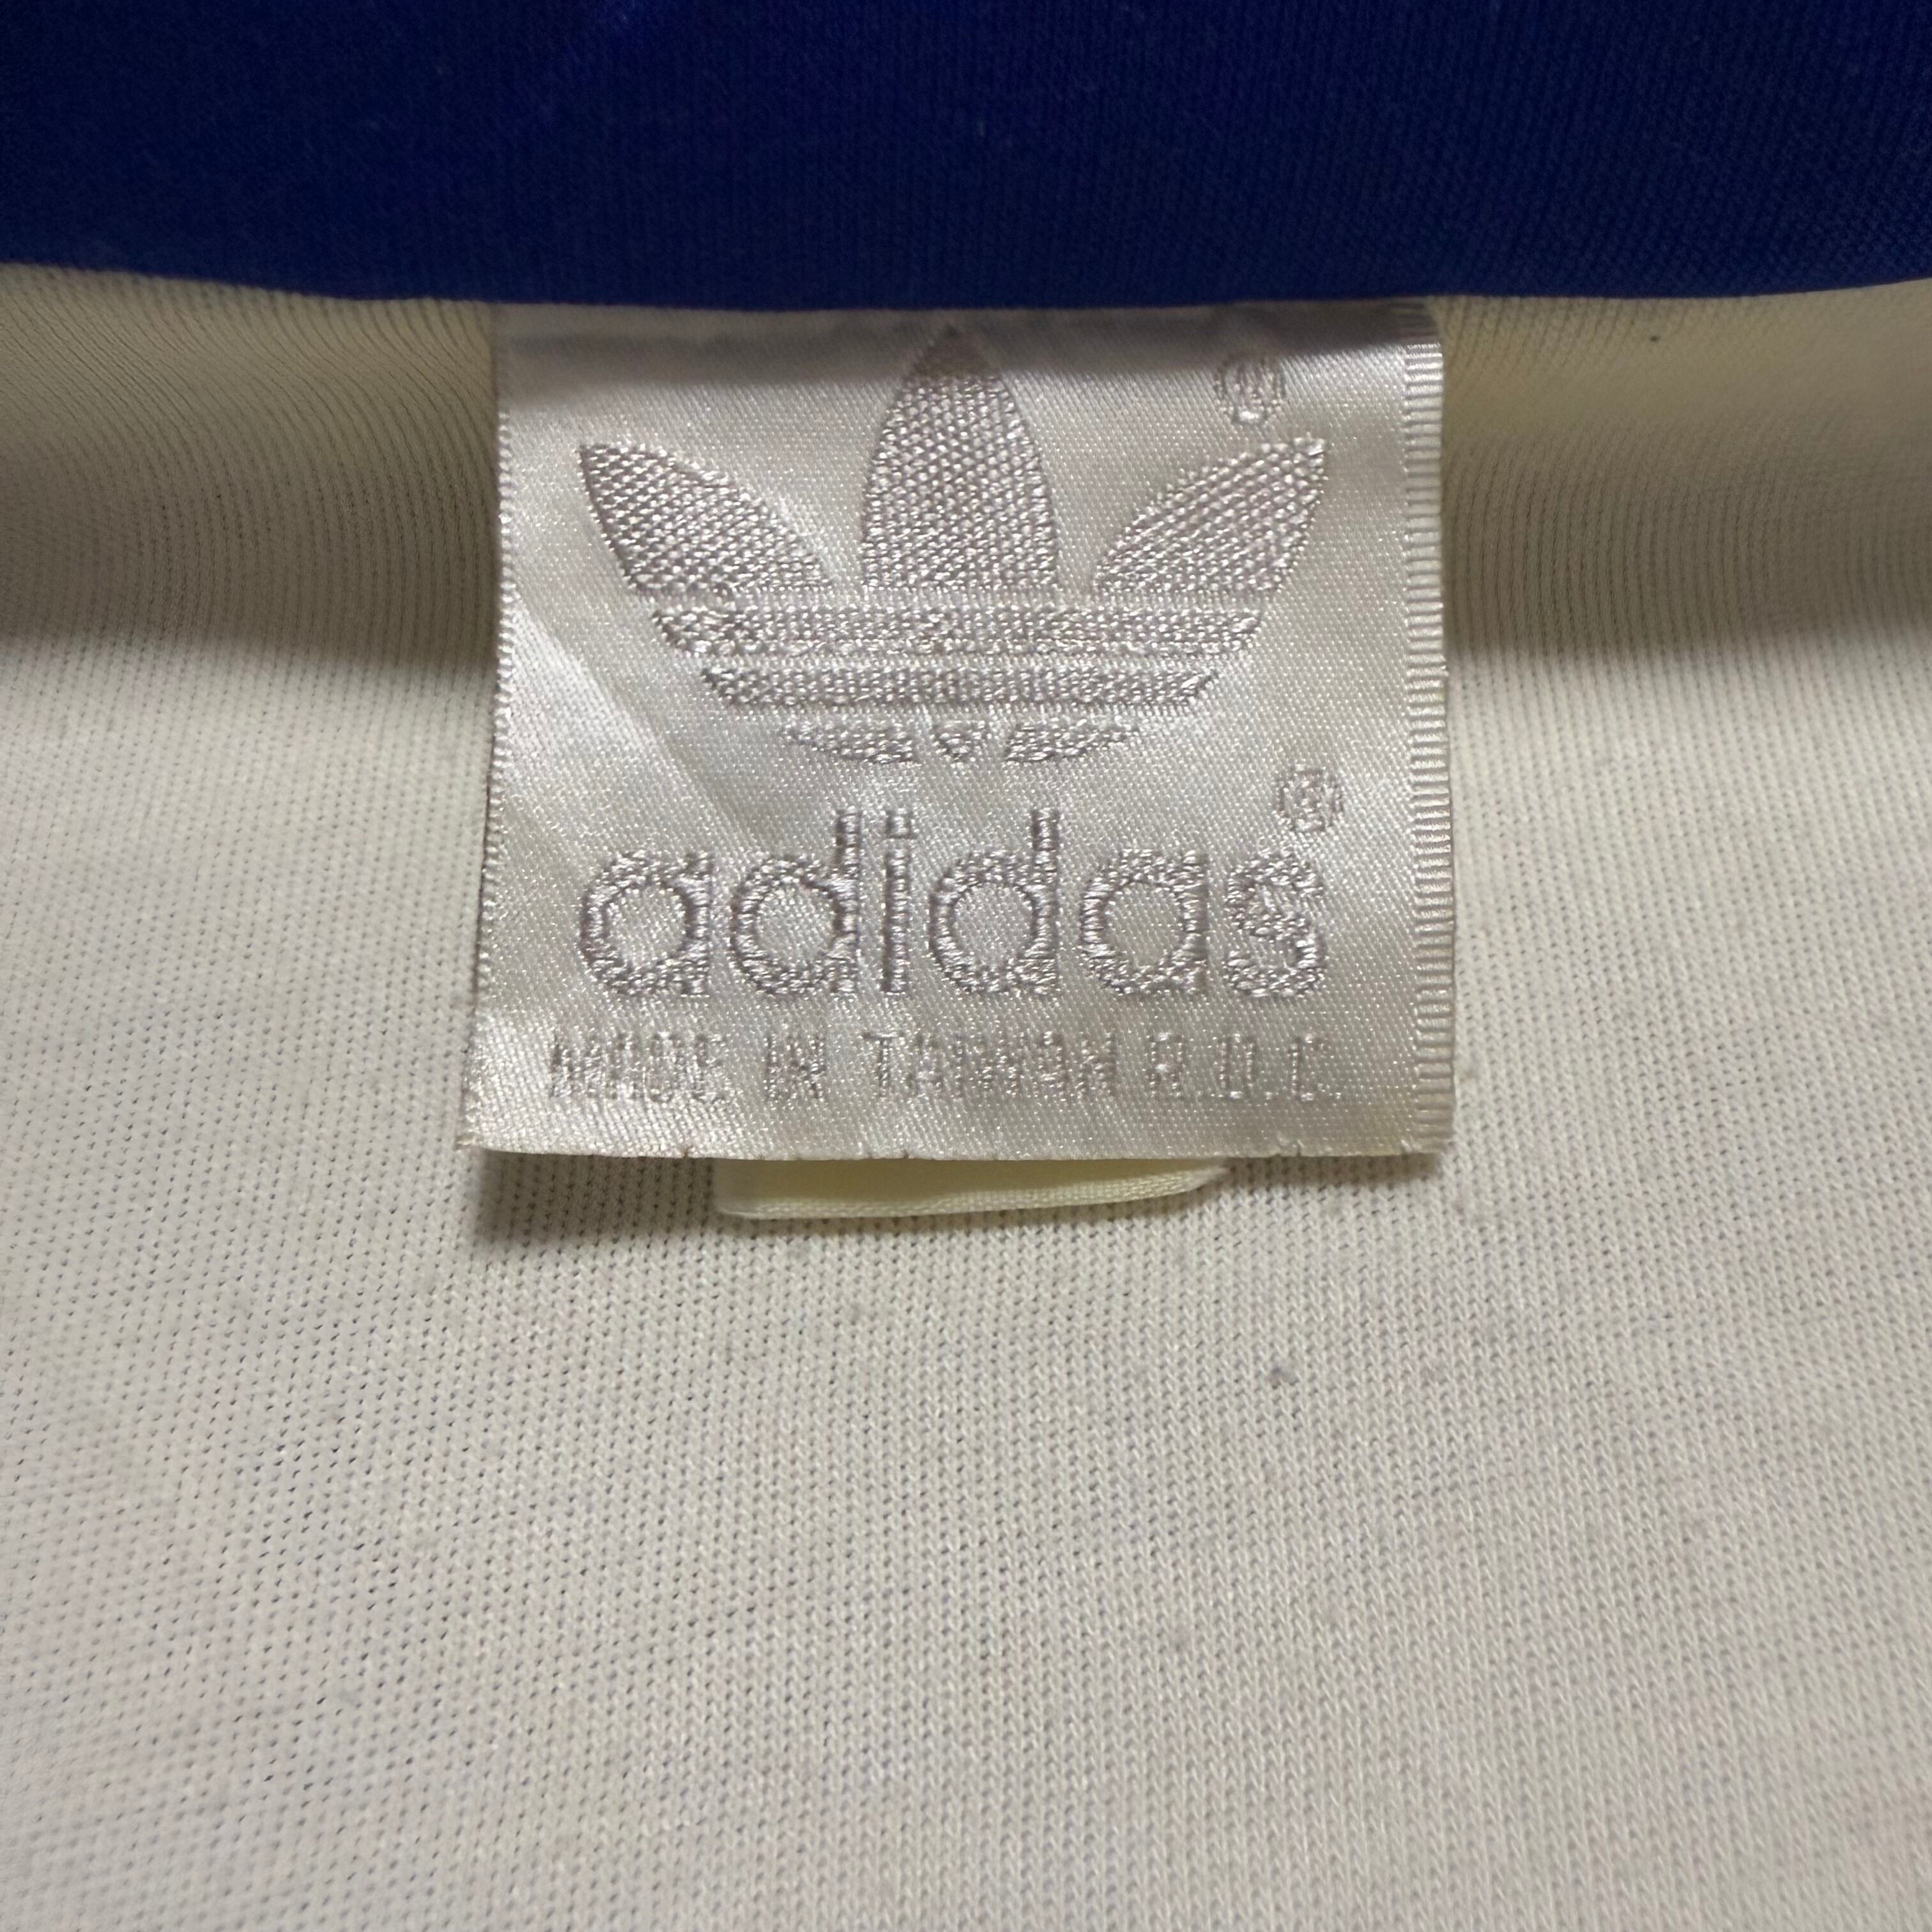 ®
®
adidas
MADE IN TAIWAN R.O.C.